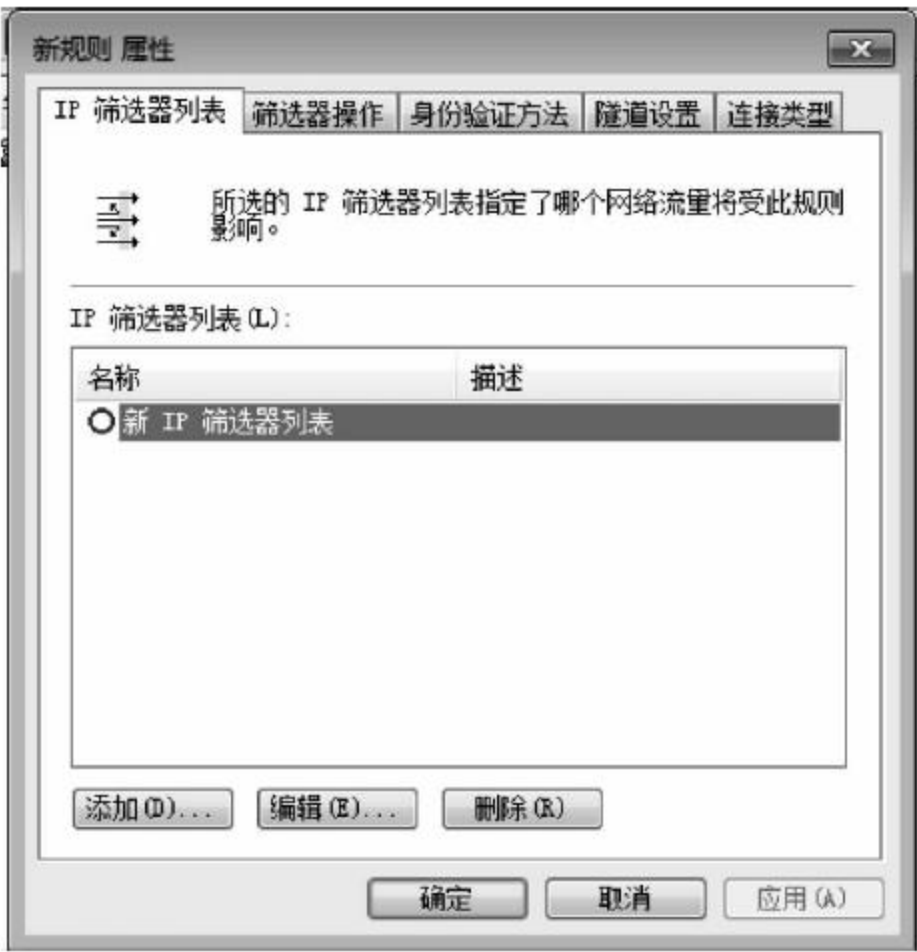 新规则 属性
IP 筛选器列表 筛选器操作 身份验证方法 隧道设置 连接类型
所选的 IP 筛选器列表指定了哪个网络流量将受此规则
影响。
IP 筛选器列表(L):
名称 描述
新 IP 筛选器列表
添加(D)... 编辑(E)... 删除(R)
确定 取消 应用(A)